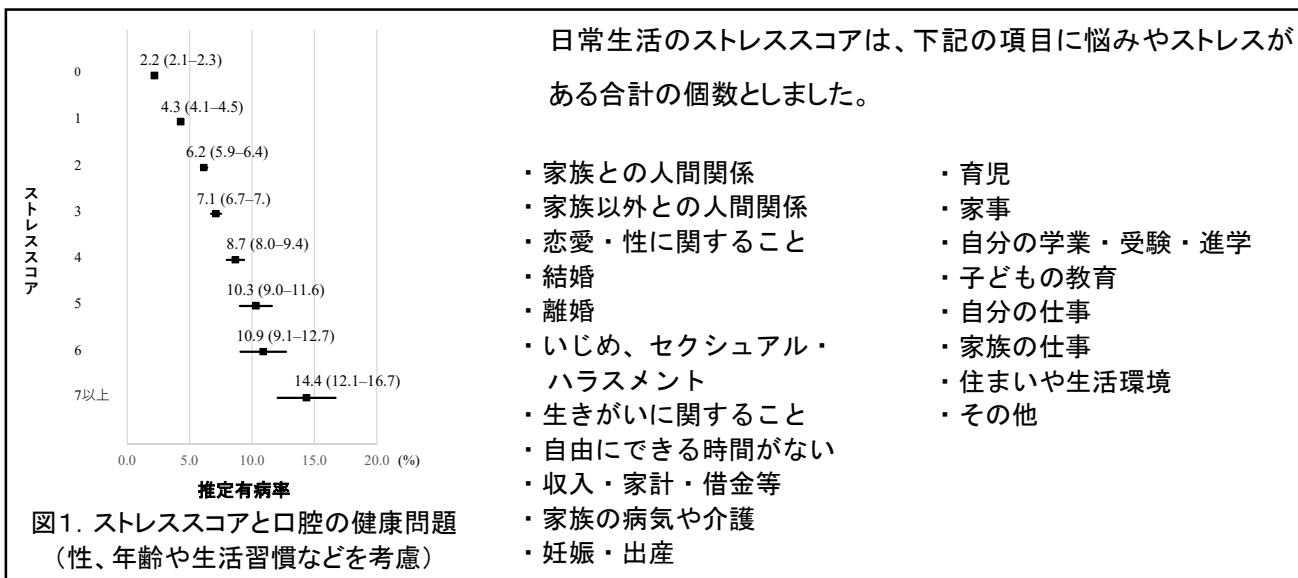 0
2.2 (2.1–2.3)
1
4.3 (4.1–4.5)
2
6.2 (5.9–6.4)
3
7.1 (6.7–7.)
4
8.7 (8.0–9.4)
5
10.3 (9.0–11.6)
6
10.9 (9.1–12.7)
7以上
14.4 (12.1–16.7)
ストレススコア
0.0 5.0 10.0 15.0 20.0 (%)
推定有病率
図1. ストレススコアと口腔の健康問題
(性、年齢や生活習慣などを考慮)
日常生活のストレススコアは、下記の項目に悩みやストレスが
ある合計の個数としました。
・家族との人間関係
・家族以外との人間関係
・恋愛・性に関すること
・結婚
・離婚
・いじめ、セクシュアル・
ハラスメント
・生きがいに関すること
・自由にできる時間がない
・収入・家計・借金等
・家族の病気や介護
・妊娠・出産
・育児
・家事
・自分の学業・受験・進学
・子どもの教育
・自分の仕事
・家族の仕事
・住まいや生活環境
・その他